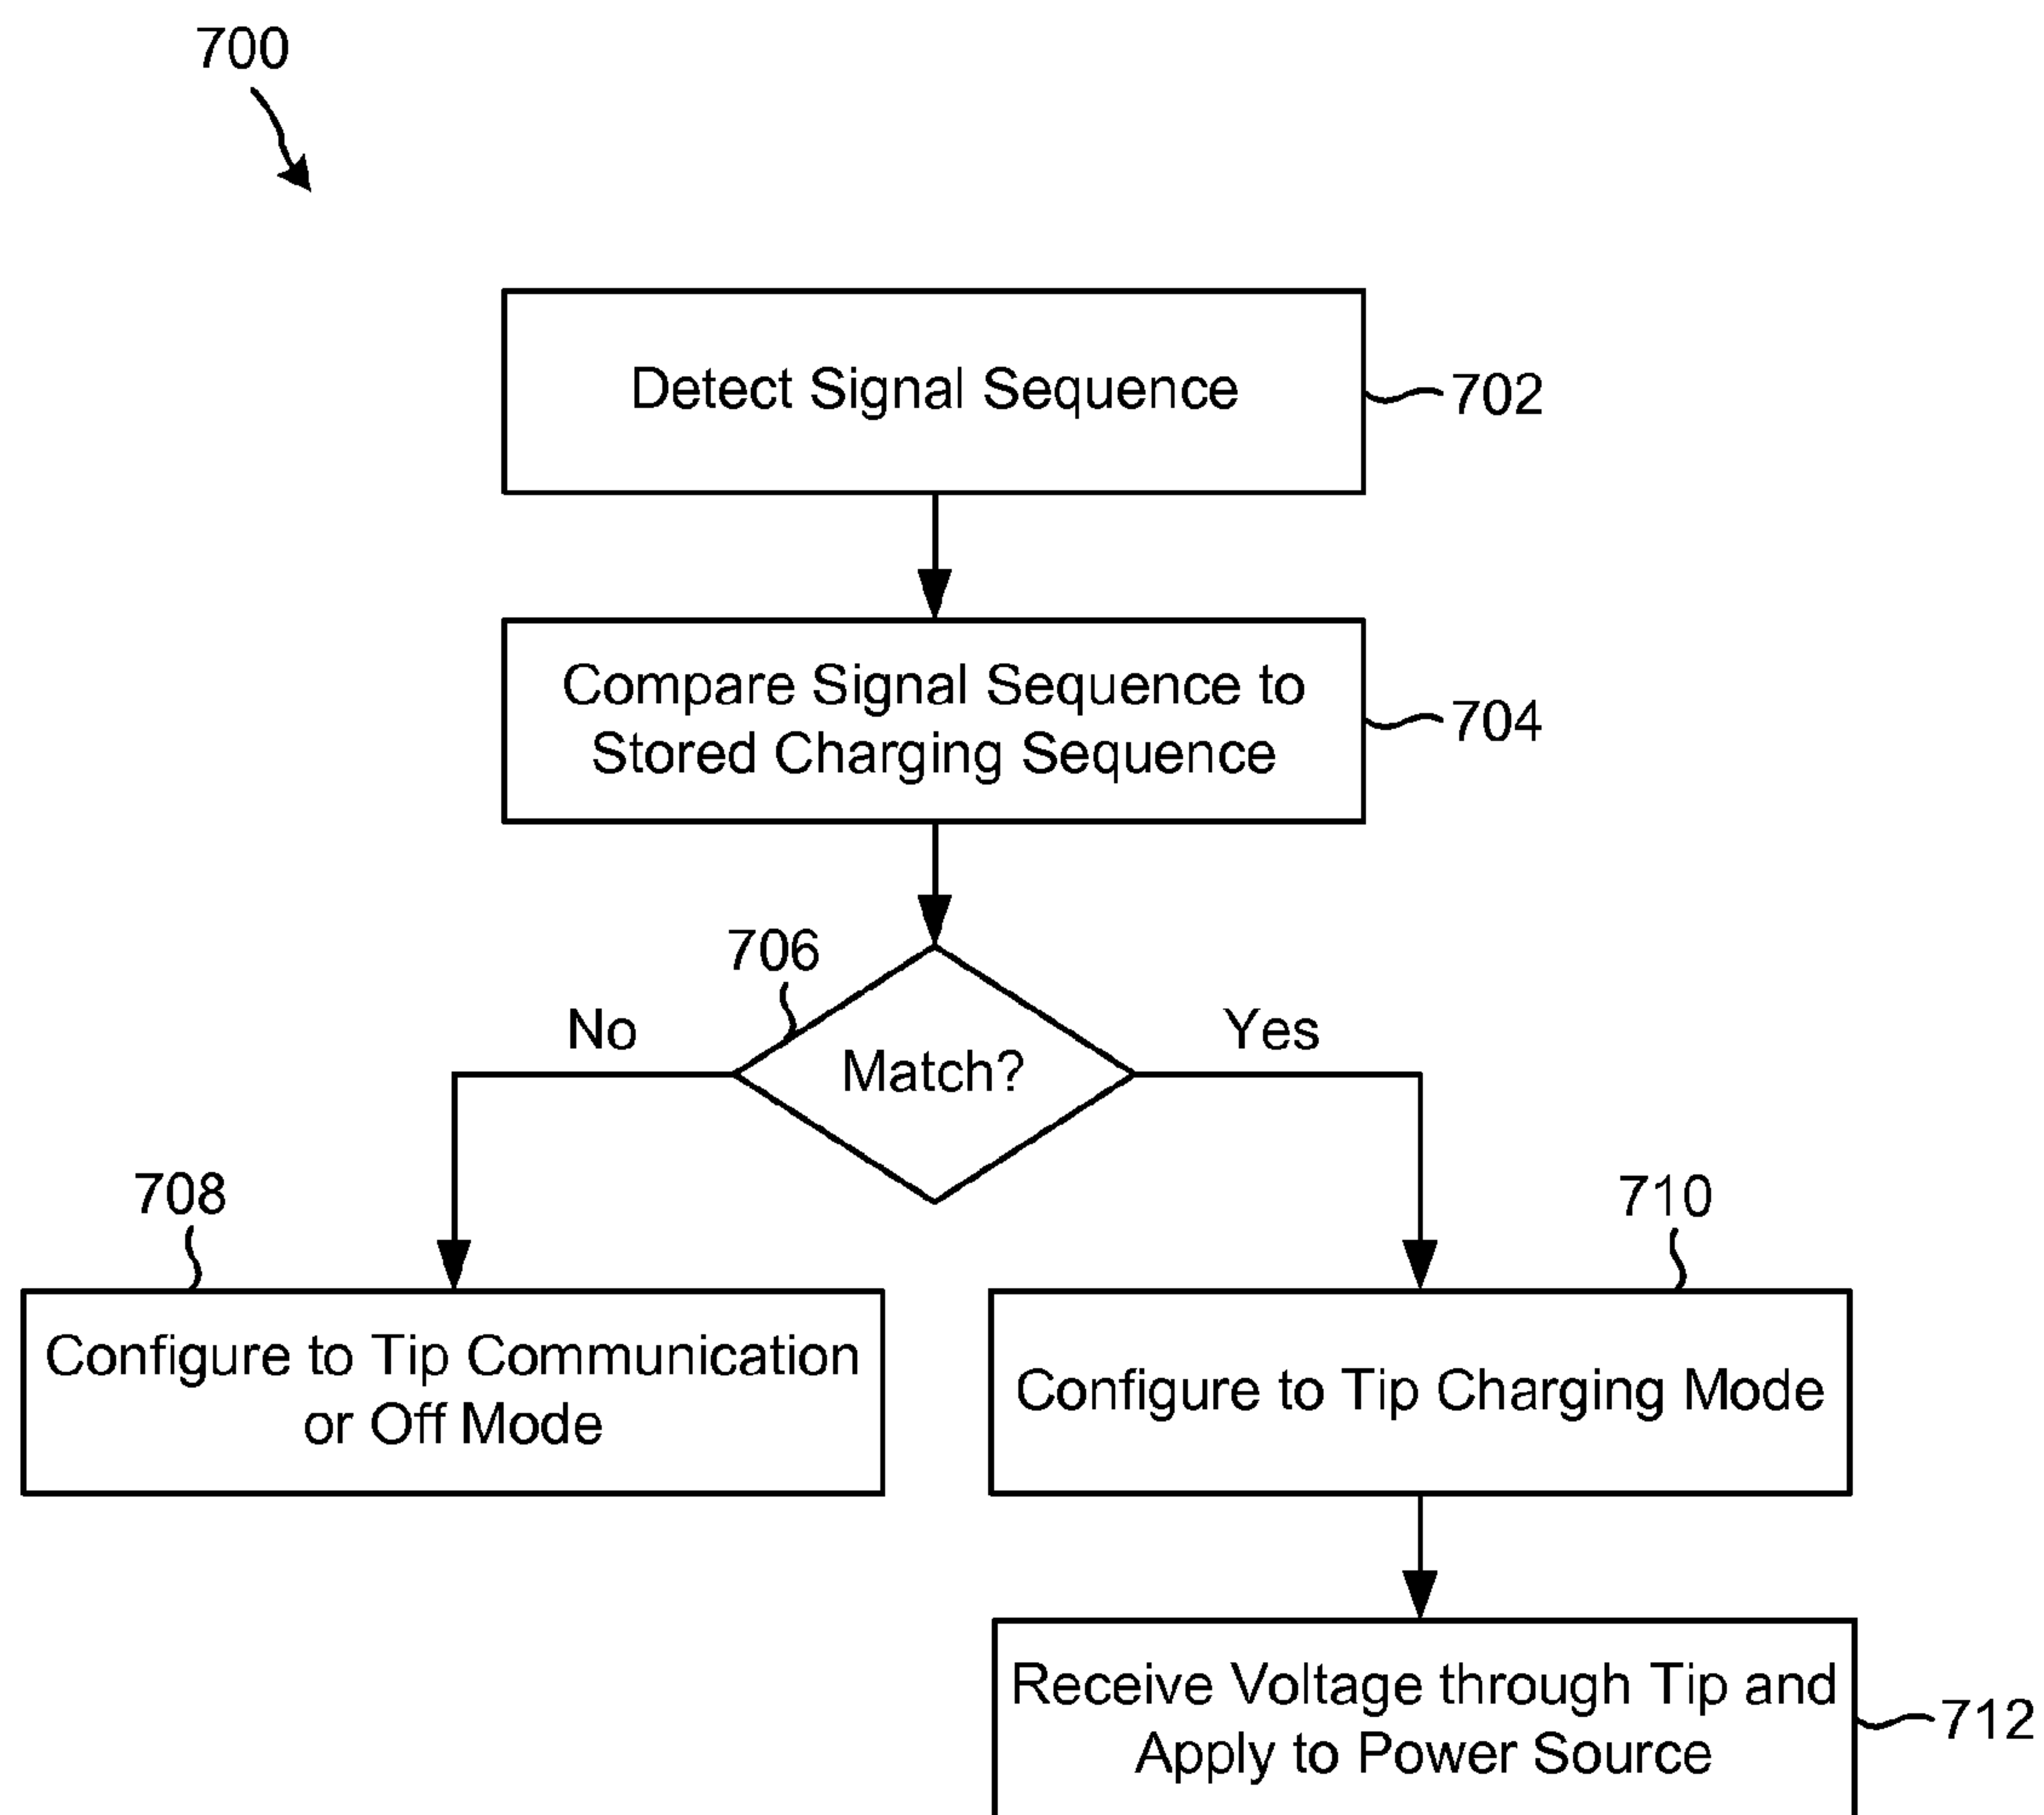 700
Detect Signal Sequence
702
Compare Signal Sequence to
Stored Charging Sequence
704
706
No
Match?
Yes
708
Configure to Tip Communication
or Off Mode
710
Configure to Tip Charging Mode
Receive Voltage through Tip and
Apply to Power Source
712